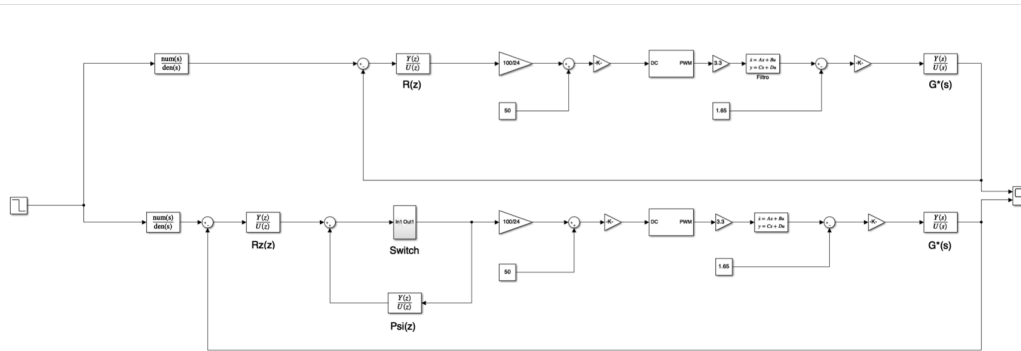 num(s)
den(s)
Y(z)
U(z)
R(z)
100/24
50
-K-
DC PWM
3.3
ẋ = Ax + Bu
y = Cx + Du
Filtro
1.65
-K-
Y(s)
U(s)
G*(s)
num(s)
den(s)
Y(z)
U(z)
Rz(z)
In1 Out1
Switch
Y(z)
U(z)
Psi(z)
100/24
50
-K-
DC PWM
3.3
ẋ = Ax + Bu
y = Cx + Du
1.65
-K-
Y(s)
U(s)
G*(s)